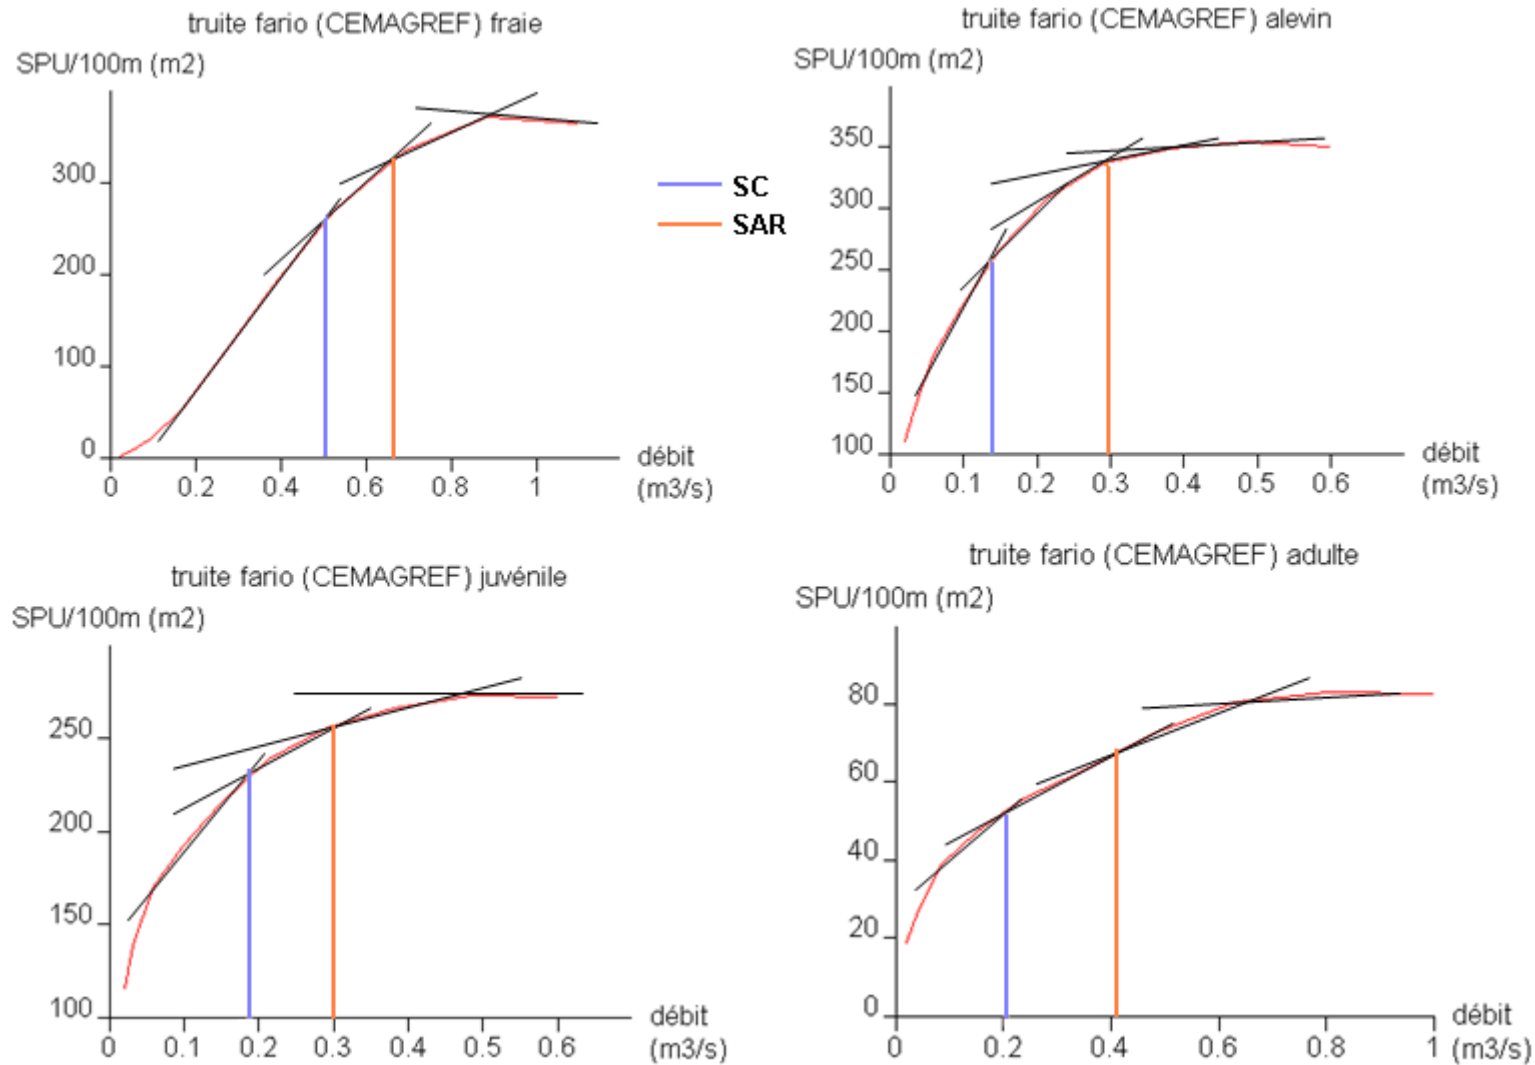 truite fario (CEMAGREF) fraie
SPU/100m (m2)
300
200
100
0
0 0.2 0.4 0.6 0.8 1
débit
(m3/s)
SC
SAR
truite fario (CEMAGREF) alevin
SPU/100m (m2)
350
300
250
200
150
100
0 0.1 0.2 0.3 0.4 0.5 0.6
débit
(m3/s)
truite fario (CEMAGREF) juvénile
SPU/100m (m2)
250
200
150
100
0 0.1 0.2 0.3 0.4 0.5 0.6
débit
(m3/s)
truite fario (CEMAGREF) adulte
SPU/100m (m2)
80
60
40
20
0
0 0.2 0.4 0.6 0.8 1
débit
(m3/s)